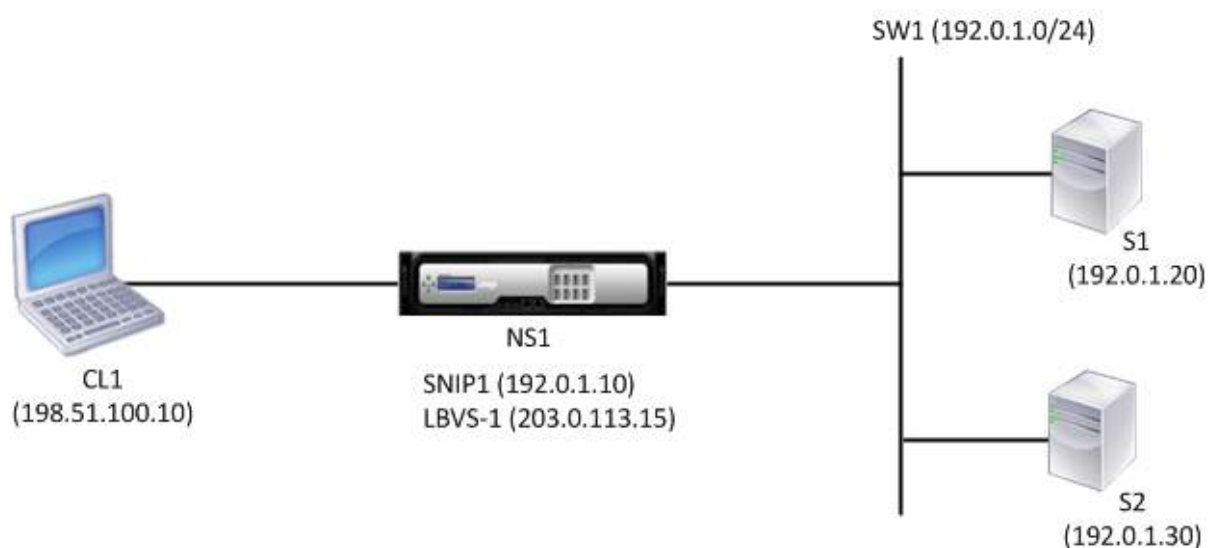 SW1 (192.0.1.0/24)
S1
(192.0.1.20)
NS1
SNIP1 (192.0.1.10)
LBVS-1 (203.0.113.15)
CL1
(198.51.100.10)
S2
(192.0.1.30)